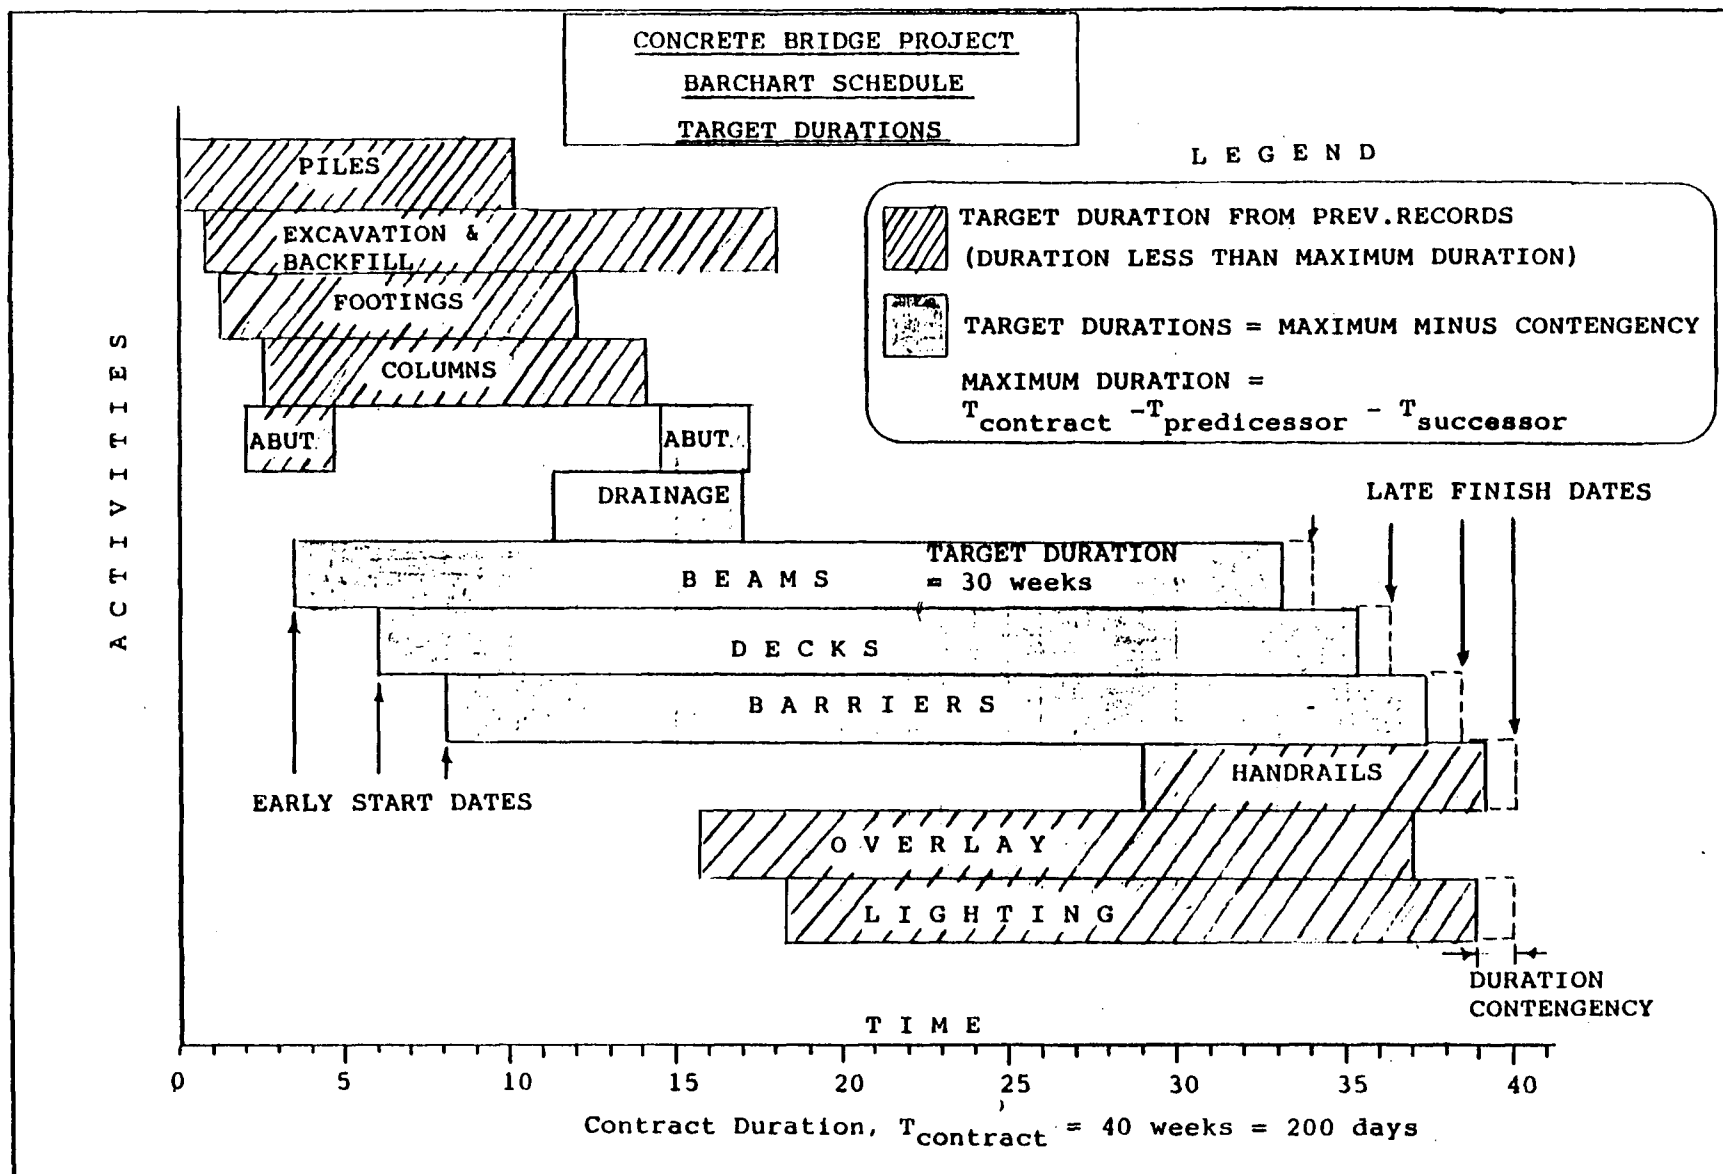 CONCRETE BRIDGE PROJECT
BARCHART SCHEDULE
TARGET DURATIONS
LEGEND
TARGET DURATION FROM PREV.RECORDS
(DURATION LESS THAN MAXIMUM DURATION)
TARGET DURATIONS = MAXIMUM MINUS CONTENGENCY
MAXIMUM DURATION =
Tcontract -Tpredicessor - Tsuccessor
ACTIVITIES
PILES
EXCAVATION &
BACKFILL
FOOTINGS
COLUMNS
ABUT.
ABUT.
DRAINAGE
LATE FINISH DATES
BEAMS
TARGET DURATION
= 30 weeks
DECKS
BARRIERS
HANDRAILS
EARLY START DATES
OVERLAY
LIGHTING
DURATION
CONTENGENCY
TIME
0 5 10 15 20 25 30 35 40
Contract Duration, Tcontract = 40 weeks = 200 days